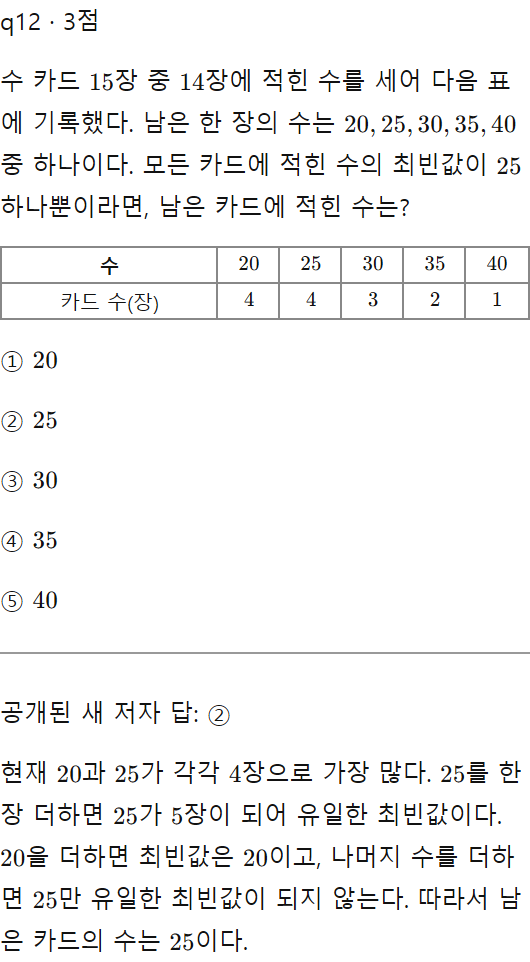 q12 · 3점
수 카드 15장 중 14장에 적힌 수를 세어 다음 표
에 기록했다. 남은 한 장의 수는 20, 25, 30, 35, 40
중 하나이다. 모든 카드에 적힌 수의 최빈값이 25
하나뿐이라면, 남은 카드에 적힌 수는?
수 20 25 30 35 40
카드 수(장) 4 4 3 2 1
① 20
② 25
③ 30
④ 35
⑤ 40
공개된 새 저자 답: ②
현재 20과 25가 각각 4장으로 가장 많다. 25를 한
장 더하면 25가 5장이 되어 유일한 최빈값이다.
20을 더하면 최빈값은 20이고, 나머지 수를 더하
면 25만 유일한 최빈값이 되지 않는다. 따라서 남
은 카드의 수는 25이다.